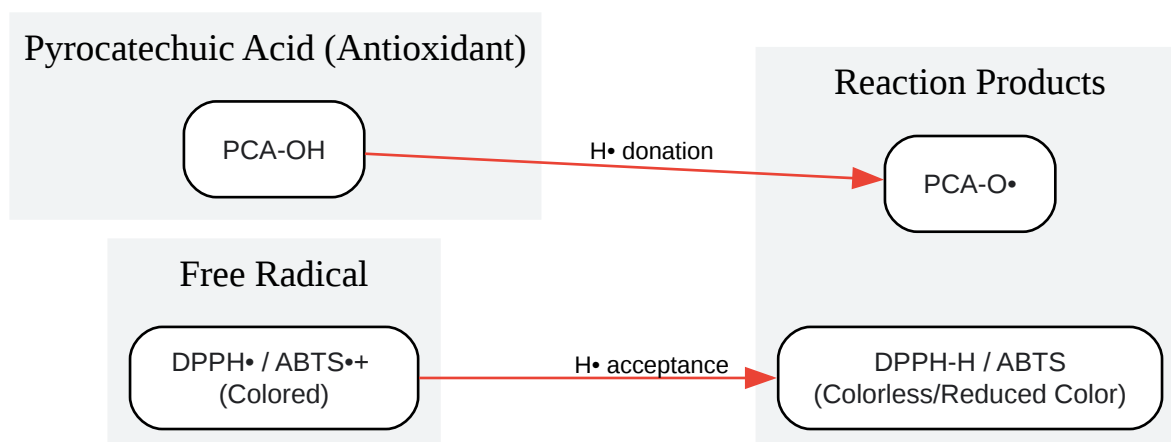 Pyrocatechuic Acid (Antioxidant)
PCA-OH
H• donation
Reaction Products
PCA-O•
Free Radical
DPPH• / ABTS•+
(Colored)
H• acceptance
DPPH-H / ABTS
(Colorless/Reduced Color)